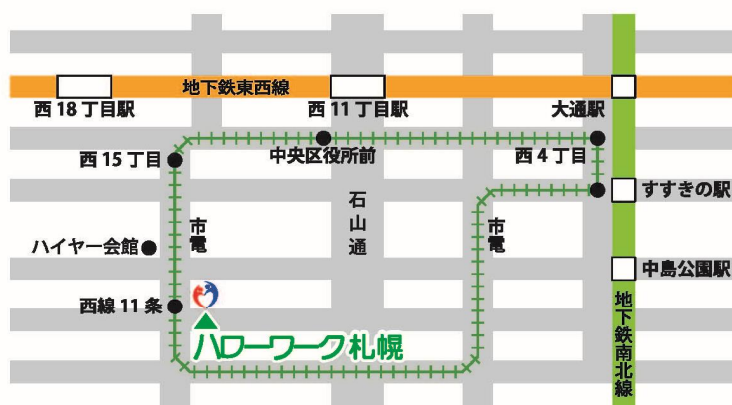 地下鉄東西線
西18丁目駅
西11丁目駅
大通駅
西15丁目
中央区役所前
西4丁目
すすきの駅
石山通
市電
市電
ハイヤー会館
中島公園駅
西線11条
ハローワーク札幌
地下鉄南北線